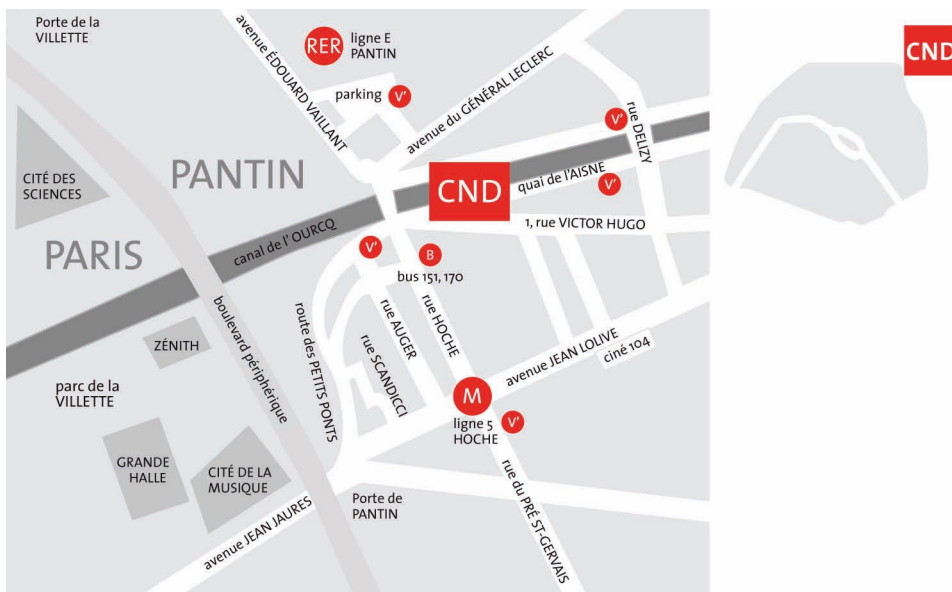 Porte de la
VILLETTE
avenue ÉDOUARD VAILLANT
RER
ligne E
PANTIN
parking
V'
avenue du GÉNÉRAL LECLERC
V'
rue DELIZY
CND
CITÉ DES
SCIENCES
PANTIN
CND
quai de l'AISNE
V'
PARIS
canal de l'OURCQ
1, rue VICTOR HUGO
V'
B
bus 151, 170
boulevard périphérique
route des PETITS PONTS
rue AUGER
rue HOCHE
rue SCANDICCI
avenue JEAN LOLIVE
ciné 104
ZÉNITH
parc de la
VILLETTE
M
ligne 5
HOCHE
V'
GRANDE
HALLE
CITÉ DE LA
MUSIQUE
Porte de
PANTIN
avenue JEAN JAURES
rue du PRÉ ST-GERVAIS